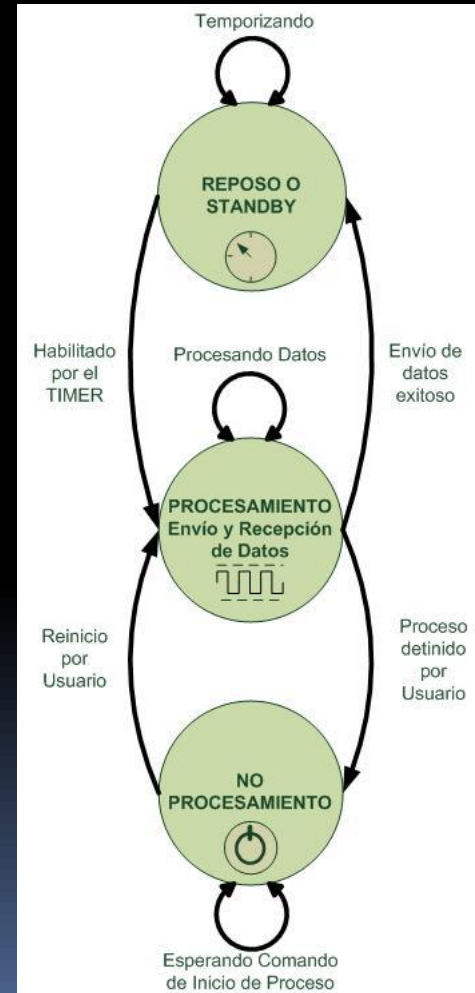 Temporizando
REPOSO O
STANDBY
Habilitado
por el
TIMER
Procesando Datos
Envío de
datos
exitoso
PROCESAMIENTO
Envío y Recepción
de Datos
Reinicio
por
Usuario
Proceso
detinido
por
Usuario
NO
PROCESAMIENTO
Esperando Comando
de Inicio de Proceso